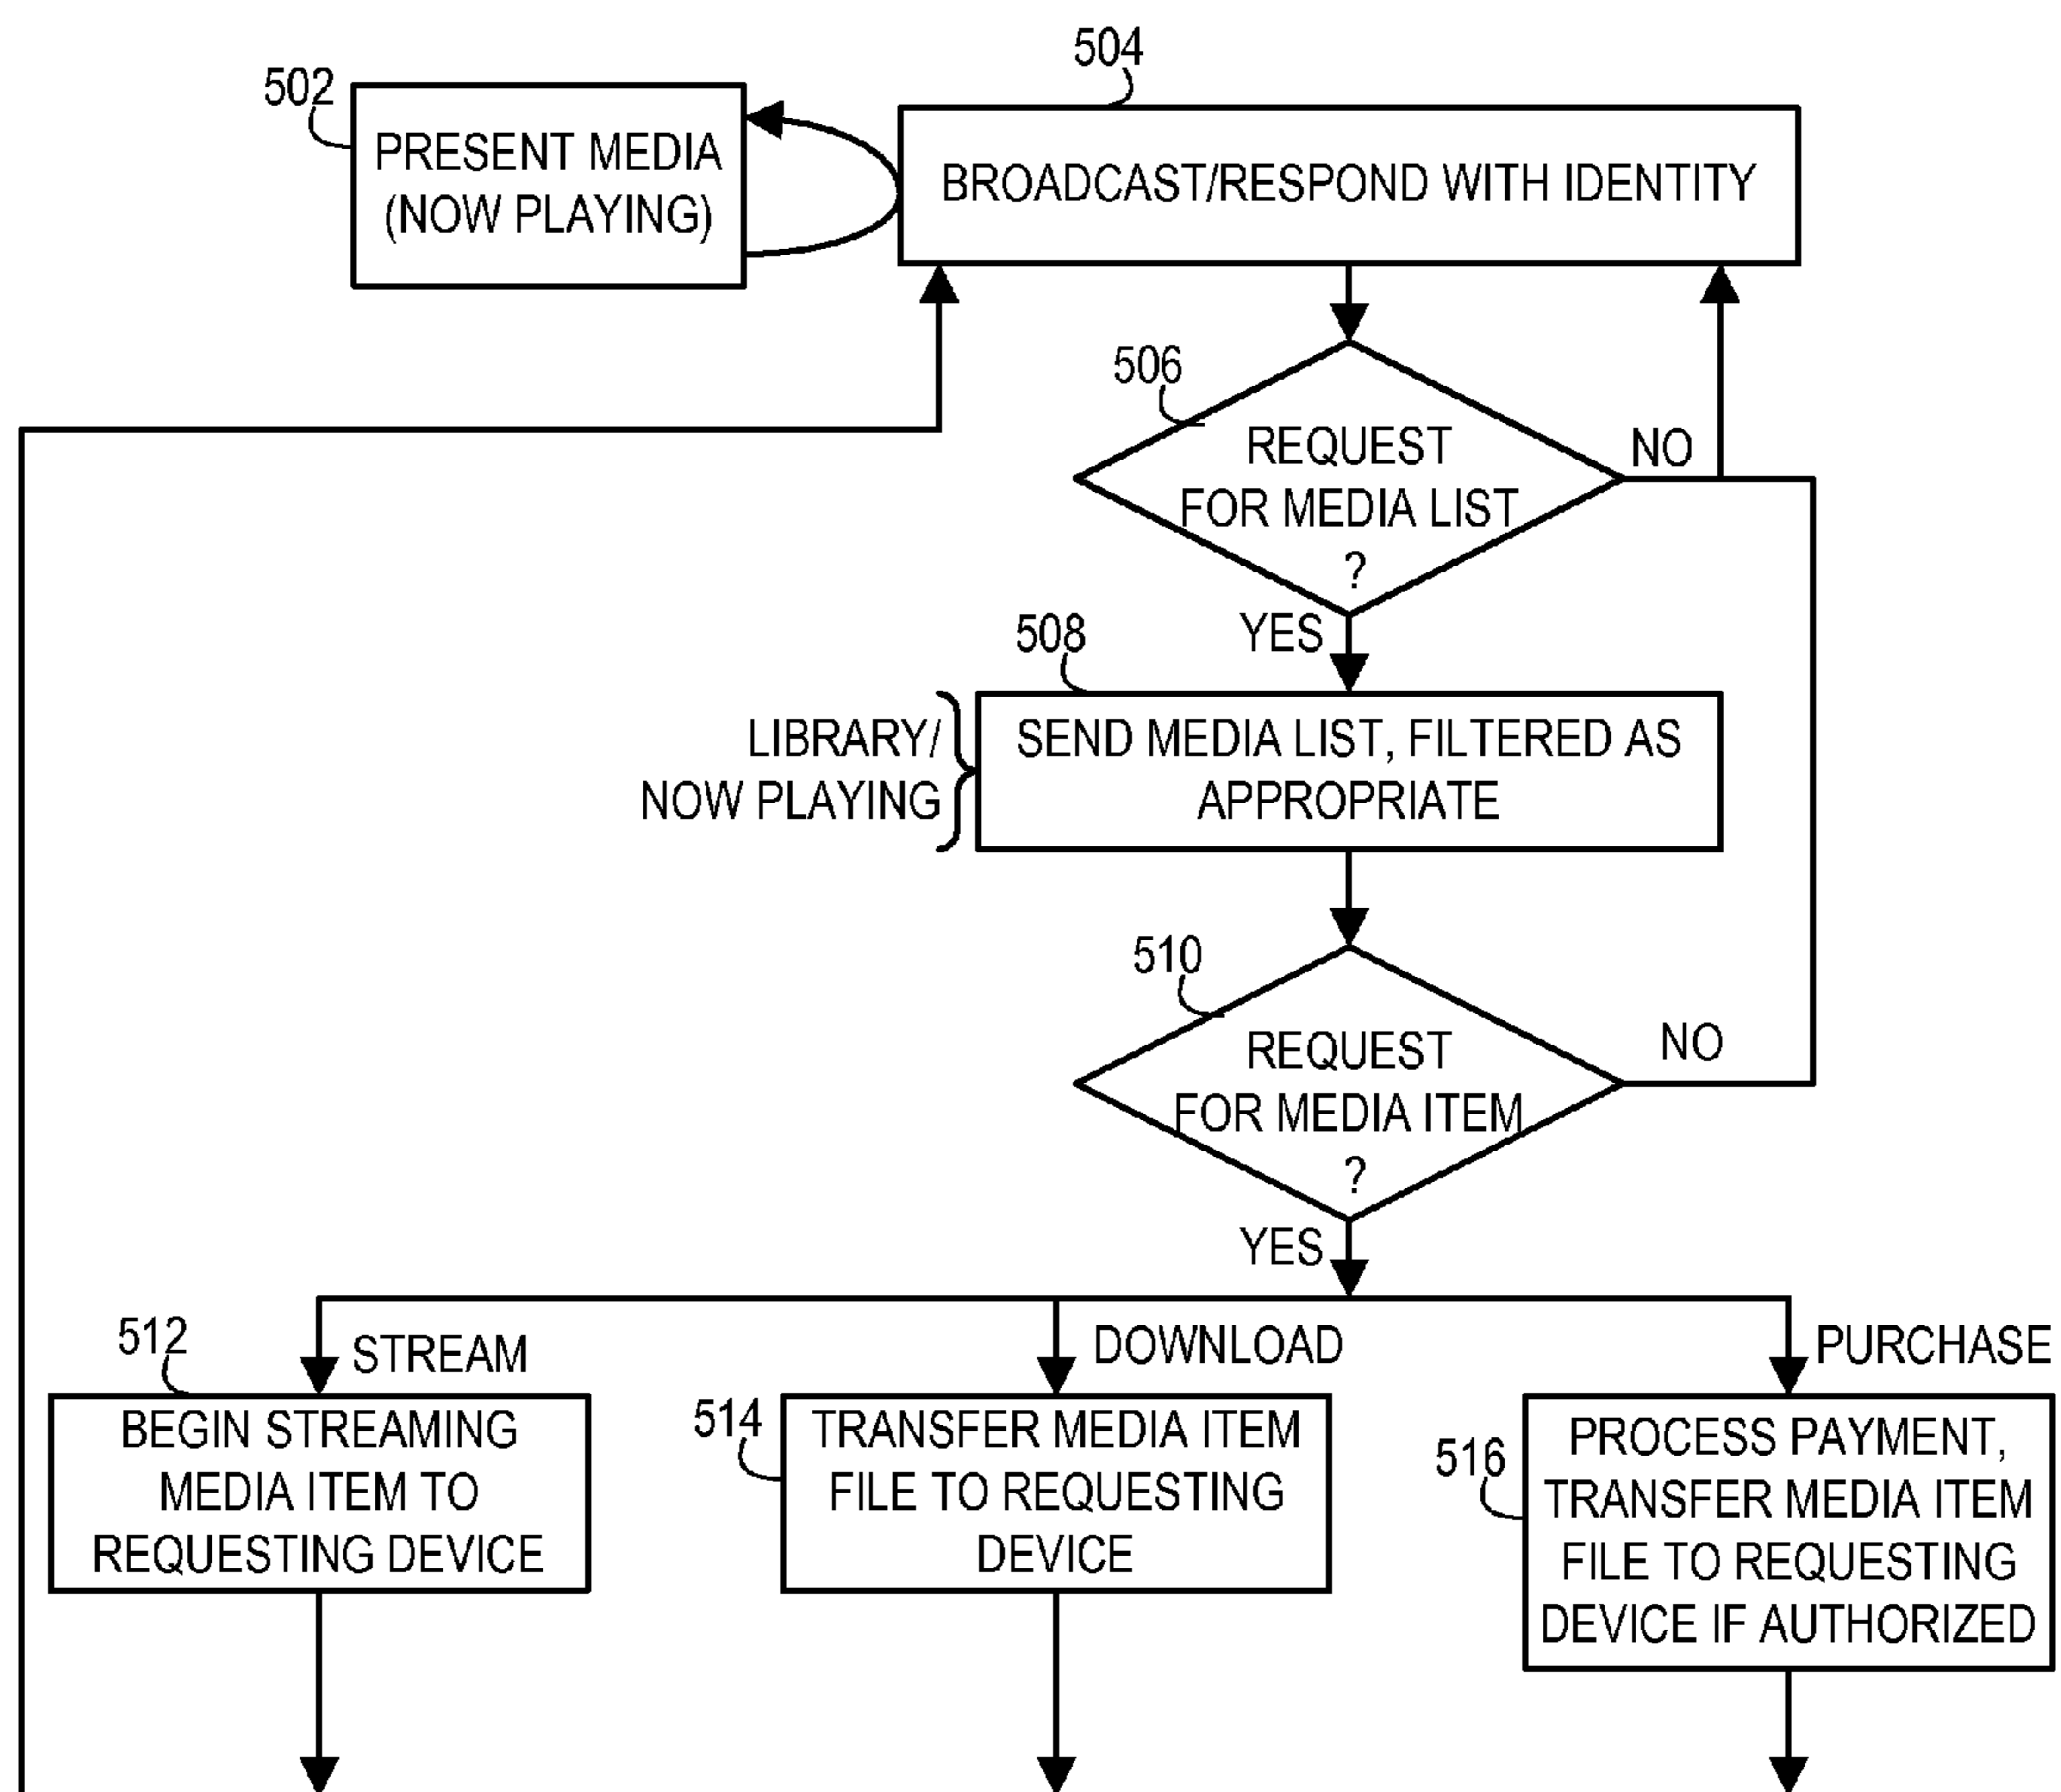 504
502
PRESENT MEDIA
(NOW PLAYING)
BROADCAST/RESPOND WITH IDENTITY
506
REQUEST
FOR MEDIA LIST
?
NO
YES
508
LIBRARY/
NOW PLAYING
SEND MEDIA LIST, FILTERED AS
APPROPRIATE
510
REQUEST
FOR MEDIA ITEM
?
NO
YES
512
STREAM
DOWNLOAD
PURCHASE
BEGIN STREAMING
MEDIA ITEM TO
REQUESTING DEVICE
514
TRANSFER MEDIA ITEM
FILE TO REQUESTING
DEVICE
516
PROCESS PAYMENT,
TRANSFER MEDIA ITEM
FILE TO REQUESTING
DEVICE IF AUTHORIZED